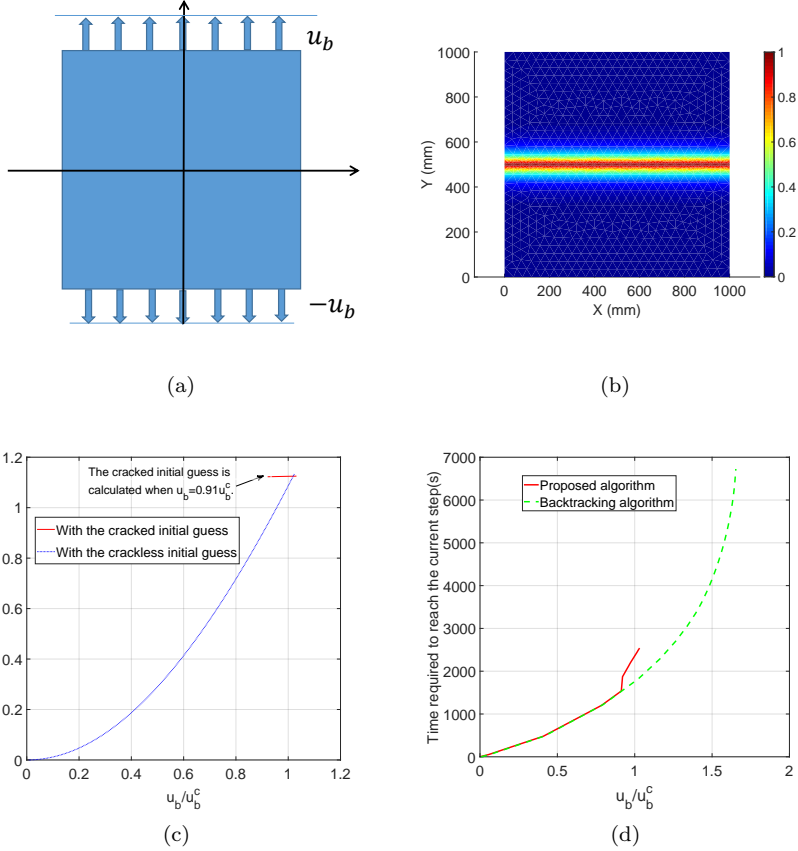 u_b
-u_b
(a)
1000
800
600
400
200
0
Y (mm)
0 200 400 600 800 1000
X (mm)
1
0.8
0.6
0.4
0.2
0
(b)
1.2
1
0.8
0.6
0.4
0.2
0
The cracked initial guess is
calculated when u_b=0.91u_b^c.
With the cracked initial guess
With the crackless initial guess
0 0.2 0.4 0.6 0.8 1 1.2
u_b/u_b^c
(c)
Time required to reach the current step(s)
7000
6000
5000
4000
3000
2000
1000
0
Proposed algorithm
Backtracking algorithm
0 0.5 1 1.5 2
u_b/u_b^c
(d)